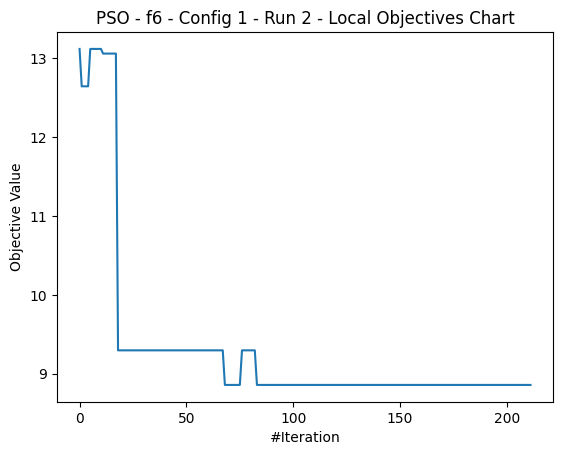 PSO - f6 - Config 1 - Run 2 - Local Objectives Chart
13
12
11
10
9
Objective Value
0 50 100 150 200
#Iteration